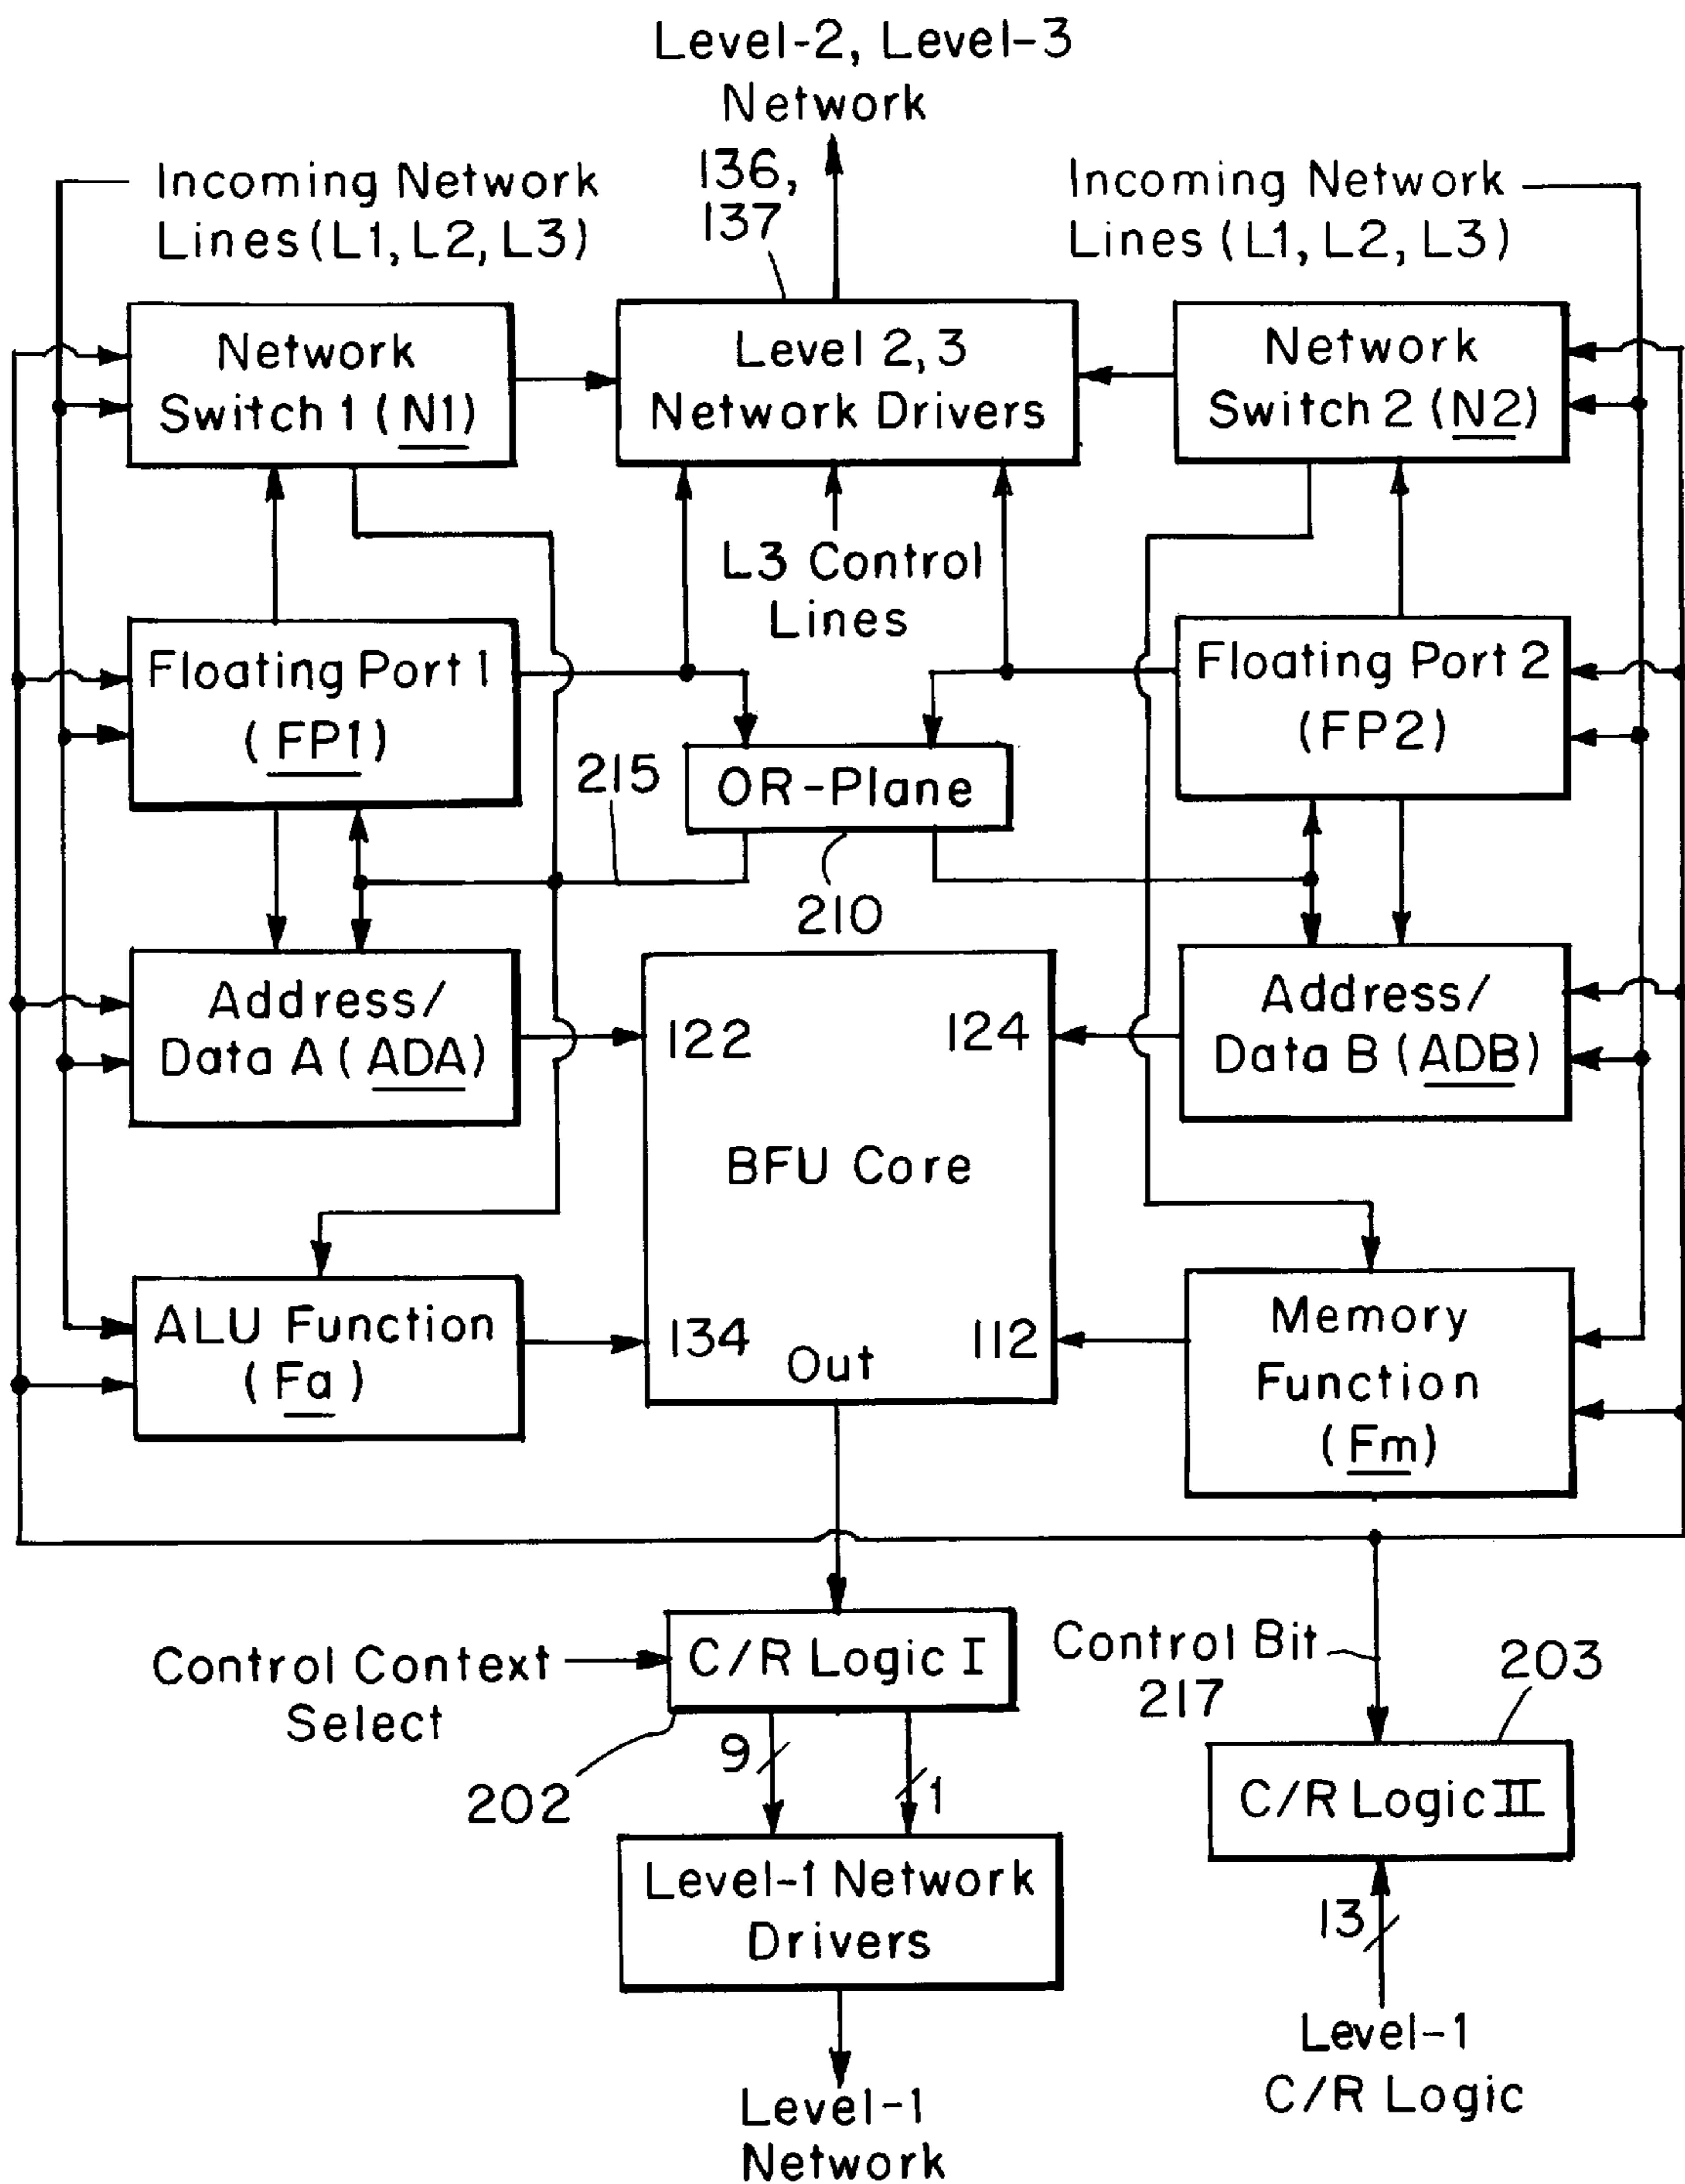 Level-2, Level-3
Network
136,
137
Incoming Network
Lines (L1, L2, L3)
Incoming Network
Lines (L1, L2, L3)
Network
Switch 1 (N1)
Level 2, 3
Network Drivers
Network
Switch 2 (N2)
L3 Control
Lines
Floating Port 1
(FP1)
Floating Port 2
(FP2)
215
OR-Plane
210
Address/
Data A (ADA)
122
124
Address/
Data B (ADB)
BFU Core
ALU Function
(Fa)
134
Out
112
Memory
Function
(Fm)
Control Context
Select
C/R Logic I
Control Bit
217
203
9
1
202
C/R Logic II
Level-1 Network
Drivers
13
Level-1
C/R Logic
Level-1
Network